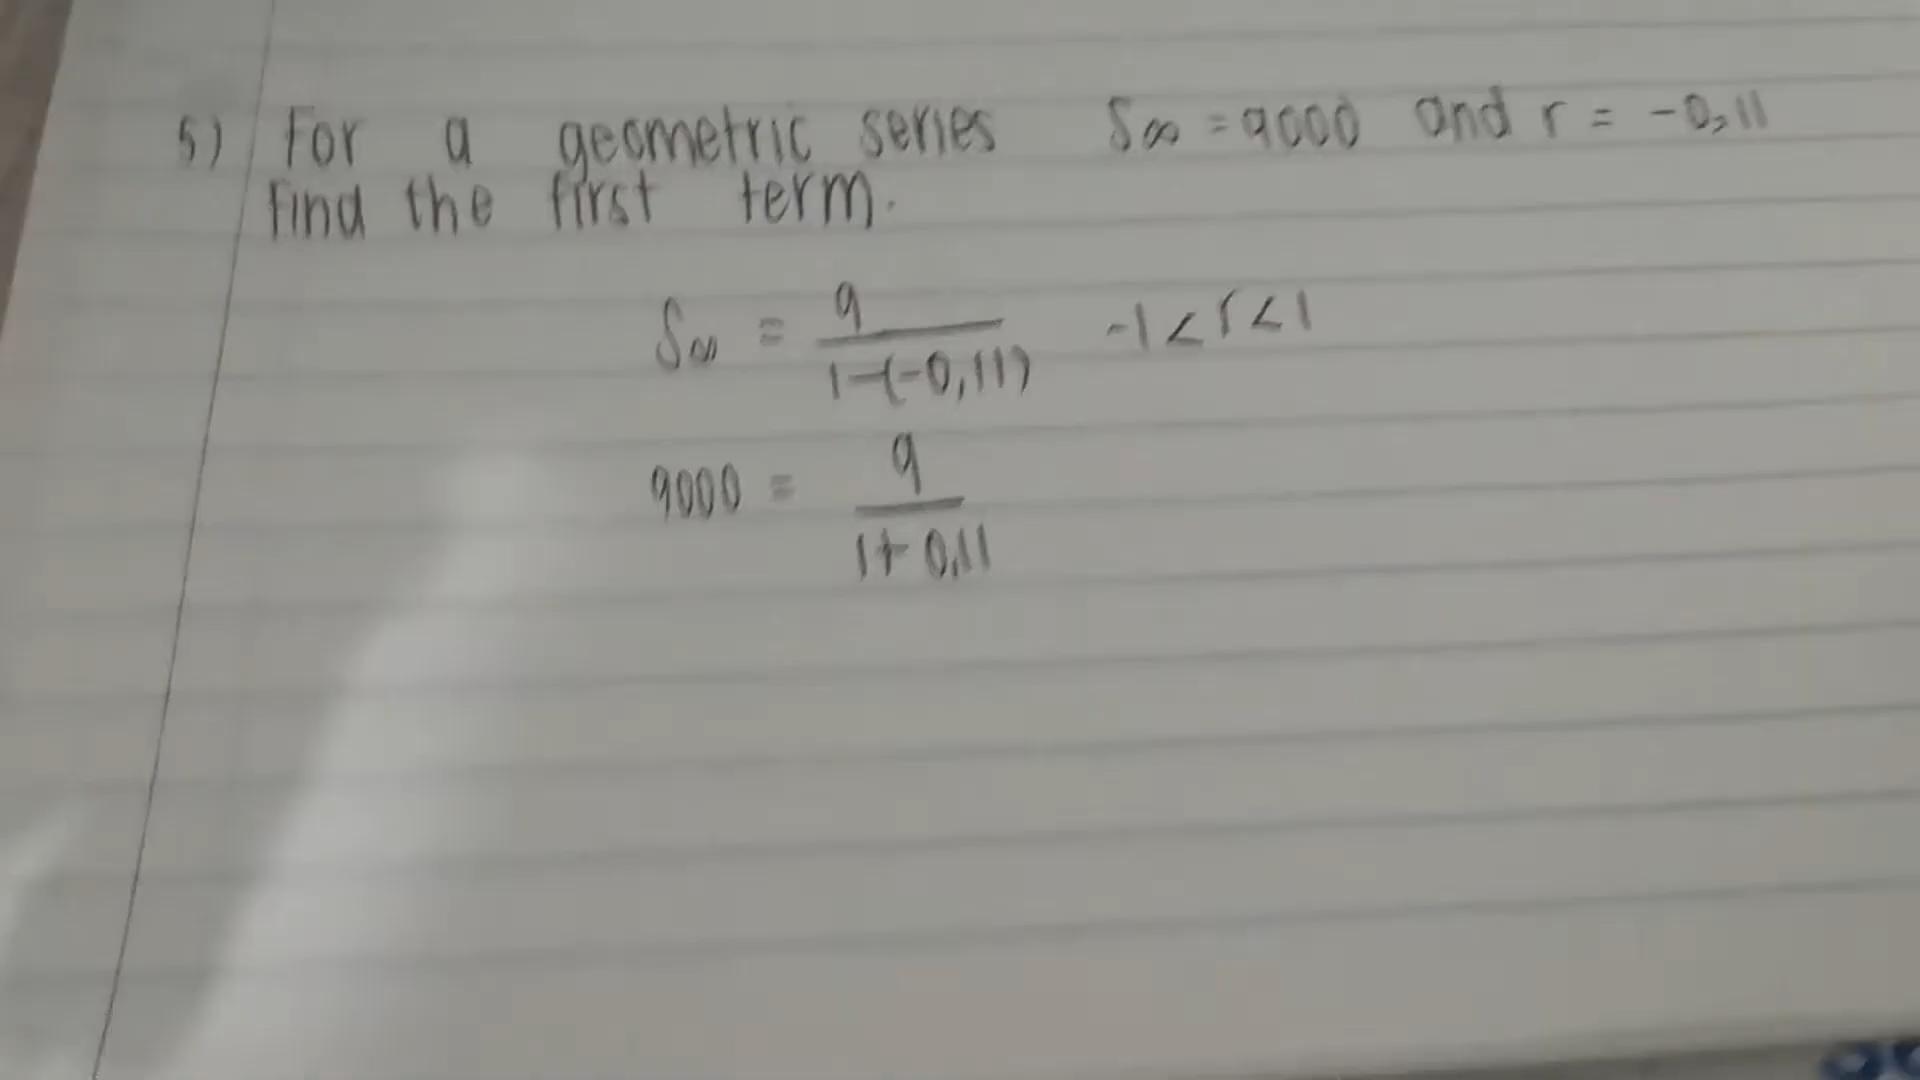 5) For a geometric series S∞ = 9000 and r = -0,11
Find the first term.
S∞ = a / 1-(-0,11) -1 < r < 1
9000 = a / 1 + 0,11